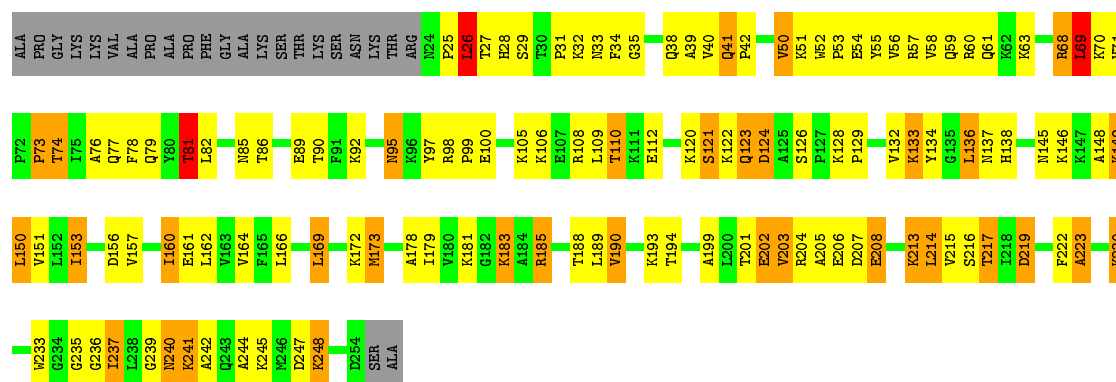 ALA PRO GLY LYS LYS VAL ALA PRO ALA PRO PHE GLY ALA LYS SER THR LYS SER ASN LYS THR ARG N24 P25 L26 T27 H28 S29 T30 P31 K32 N33 F34 G35 Q38 A39 V40 Q41 P42 V50 K51 W52 P53 E54 Y55 V56 R57 V58 Q59 R60 Q61 K62 K63 R68 L69 K70
P72 P73 T74 I75 A76 Q77 F78 Q79 Y80 T81 L82 N85 T86 E89 T90 F91 K92 N95 K96 Y97 R98 P99 E100 K105 K106 E107 R108 L109 T110 K111 E112 K120 S121 K122 Q123 D124 A125 S126 P127 K128 P129 V132 K133 Y134 G135 L136 N137 H138 N145 K146 K147 A148
L150 V151 L152 I153 D156 V157 I160 E161 L162 V163 V164 F165 L166 L169 K172 M173 A178 I179 V180 K181 G182 K183 A184 R185 T188 L189 V190 K193 T194 A199 L200 T201 E202 V203 R204 A205 E206 D207 E208 K213 L214 V215 S216 T217 I218 D219 F222 A223
W233 G234 G235 G236 I237 L238 G239 N240 K241 A242 Q243 A244 K245 M246 D247 K248 D254 SER ALA